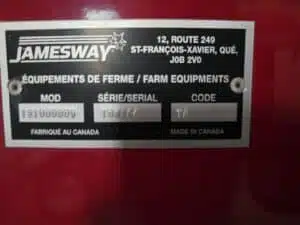 JAMESWAY
12, ROUTE 249
ST-FRANÇOIS-XAVIER, QUÉ,
J0B 2V0
ÉQUIPEMENTS DE FERME / FARM EQUIPMENTS
MOD SÉRIE/SERIAL CODE
FABRIQUÉ AU CANADA MADE IN CANADA